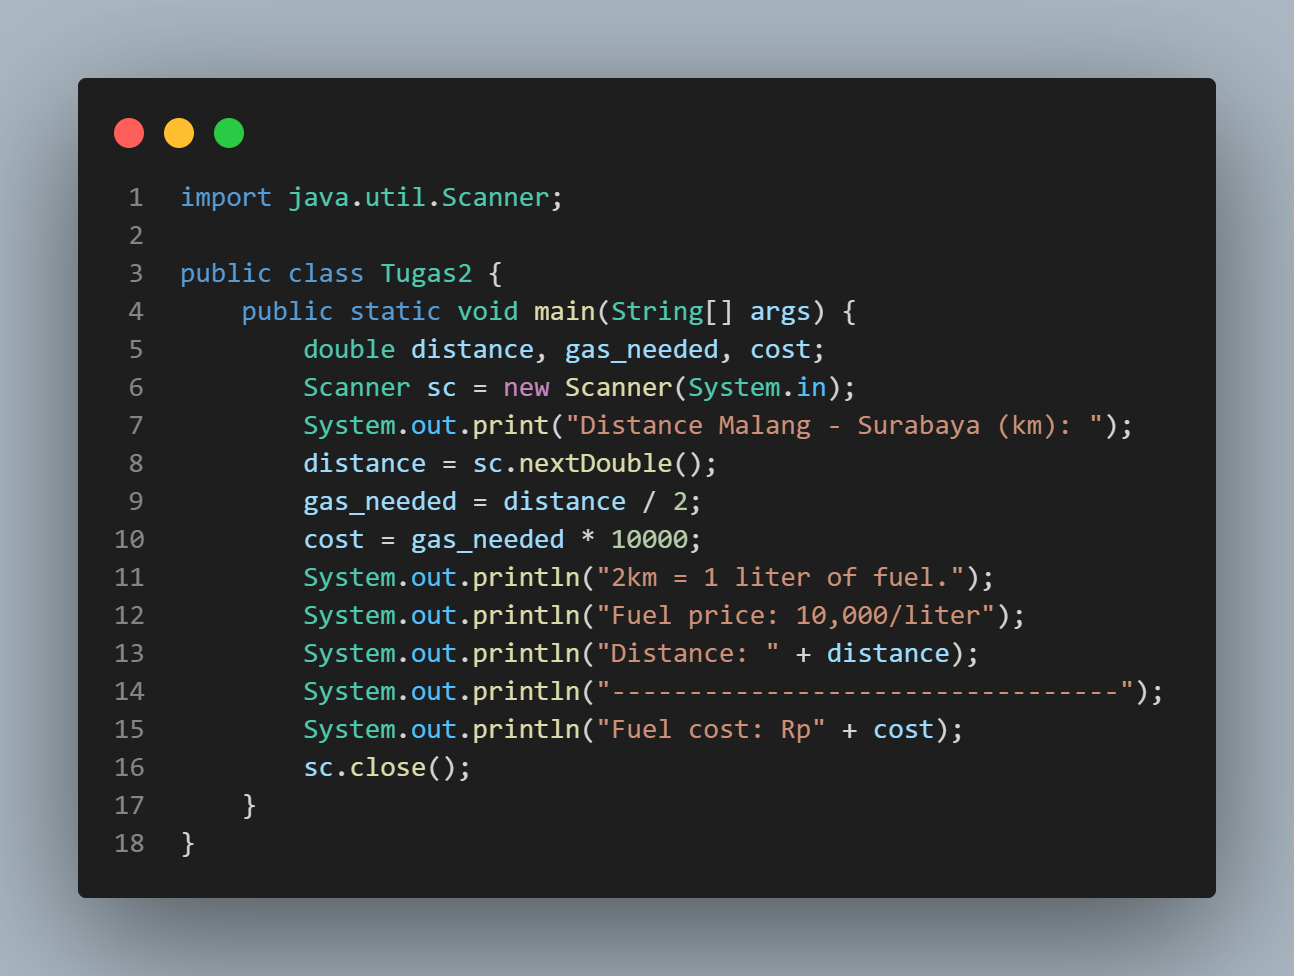 1 import java.util.Scanner;
2
3 public class Tugas2 {
4     public static void main(String[] args) {
5         double distance, gas_needed, cost;
6         Scanner sc = new Scanner(System.in);
7         System.out.print("Distance Malang - Surabaya (km): ");
8         distance = sc.nextDouble();
9         gas_needed = distance / 2;
10         cost = gas_needed * 10000;
11         System.out.println("2km = 1 liter of fuel.");
12         System.out.println("Fuel price: 10,000/liter");
13         System.out.println("Distance: " + distance);
14         System.out.println("---------------------------------");
15         System.out.println("Fuel cost: Rp" + cost);
16         sc.close();
17     }
18 }